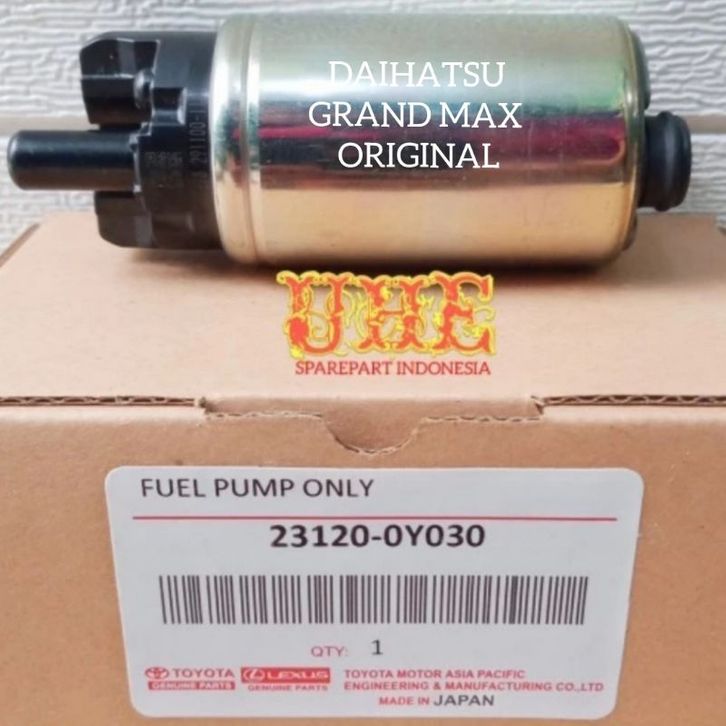 DAIHATSU
GRAND MAX
ORIGINAL
UHE
SPAREPART INDONESIA
FUEL PUMP ONLY
23120-0Y030
QTY: 1
TOYOTA
GENUINE PARTS
LEXUS
GENUINE PARTS
TOYOTA MOTOR ASIA PACIFIC
ENGINEERING & MANUFACTURING CO.,LTD
MADE IN JAPAN